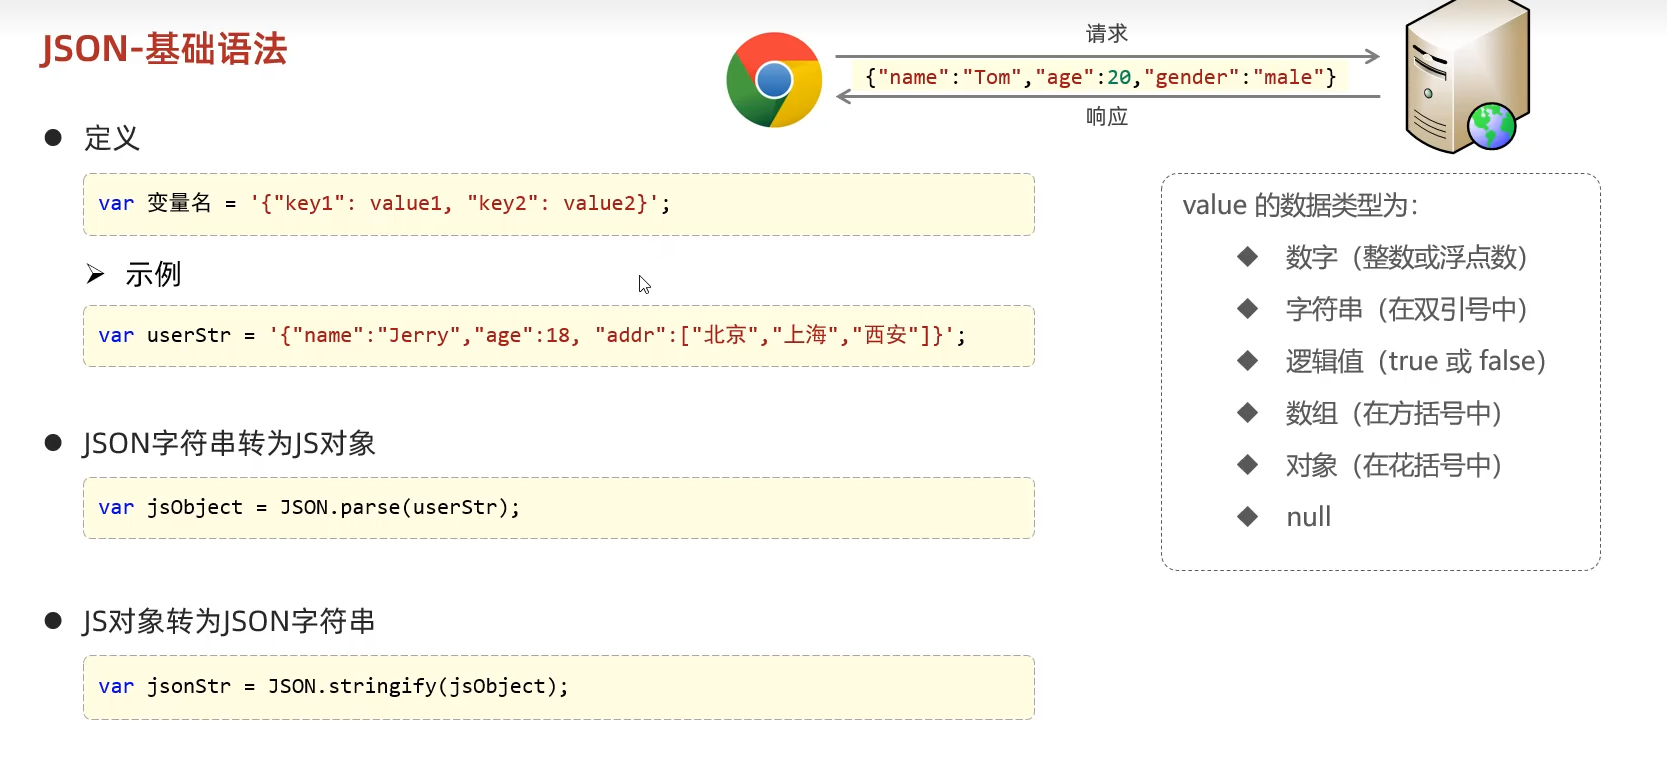 JSON-基础语法
请求
{"name":"Tom","age":20,"gender":"male"}
响应
定义
var 变量名 = '{"key1": value1, "key2": value2}';
示例
var userStr = '{"name":"Jerry","age":18, "addr":["北京","上海","西安"]}';
JSON字符串转为JS对象
var jsObject = JSON.parse(userStr);
JS对象转为JSON字符串
var jsonStr = JSON.stringify(jsObject);
value 的数据类型为：
数字（整数或浮点数）
字符串（在双引号中）
逻辑值（true 或 false）
数组（在方括号中）
对象（在花括号中）
null